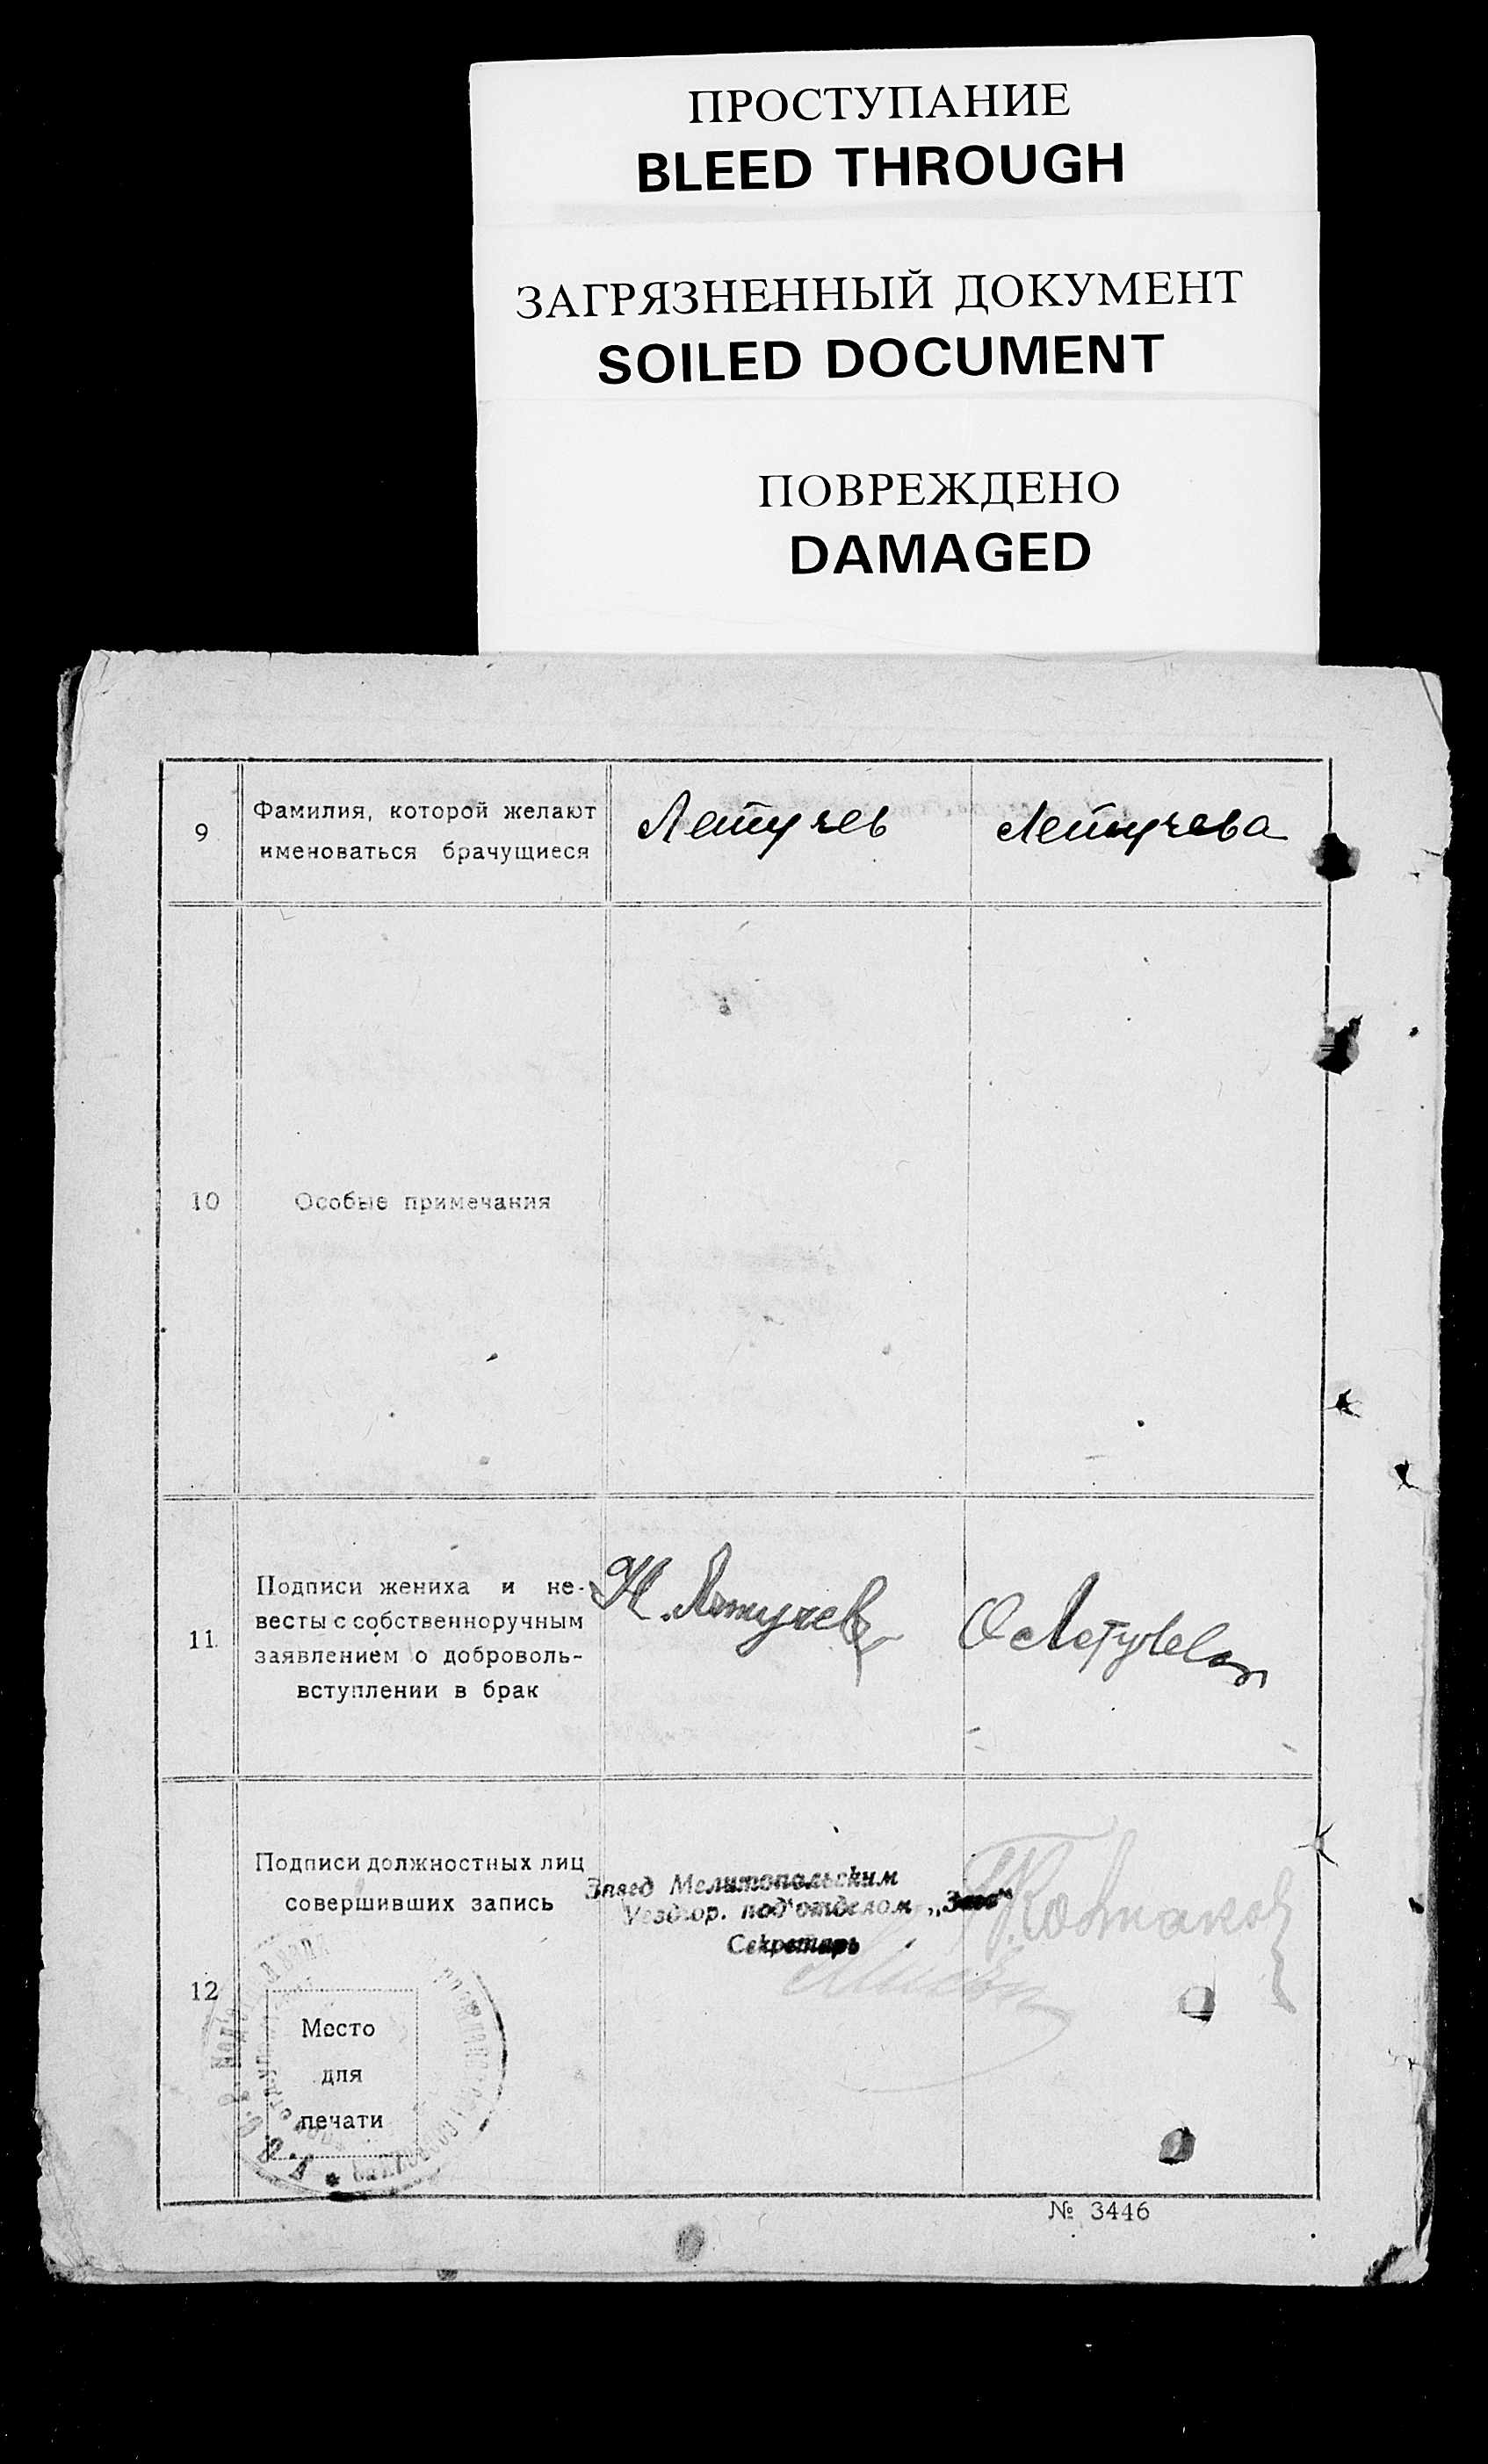 ПРОСТУПАНИЕ
BLEED THROUGH
ЗАГРЯЗНЕННЫЙ ДОКУМЕНТ
SOILED DOCUMENT
ПОВРЕЖДЕНО
DAMAGED
9
Фамилия, которой желают
именоваться брачущиеся
Летучев
Летучева
10
Особые примечания
11
Подписи жениха и не-
весты с собственноручным
заявлением о доброволь-
вступлении в брак
Н. Летучев
О Летучева
12
Подписи должностных лиц
совершивших запись
Завед Мелитопольским
Уездгор. под'отделом „Загс"
Секретарь
Место
для
печати
№ 3446